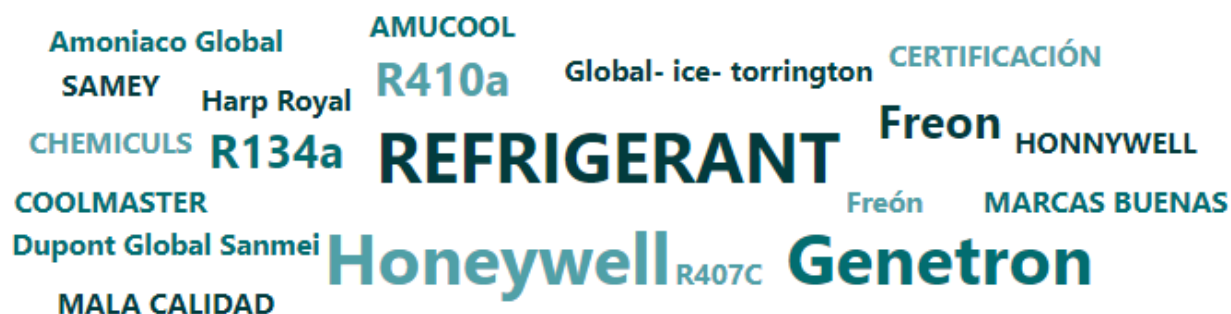 AMUCOOL
Amoniaco Global
CERTIFICACIÓN
Global- ice- torrington
R410a
SAMEY
Harp Royal
Freon
HONNYWELL
CHEMICULS
R134a
REFRIGERANT
COOLMASTER
Freón
MARCAS BUENAS
Dupont Global Sanmei
Honeywell
R407C
Genetron
MALA CALIDAD